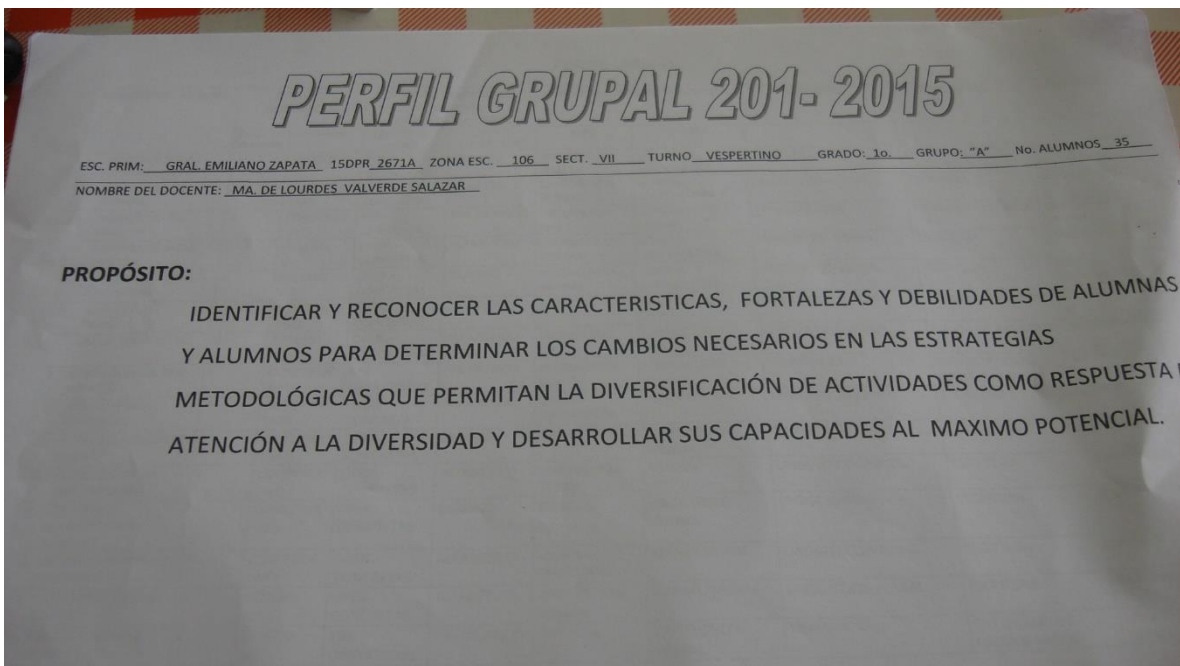 PERFIL GRUPAL 201- 2015
ESC. PRIM: GRAL. EMILIANO ZAPATA 15DPR 2671A ZONA ESC. 106 SECT. VII TURNO VESPERTINO GRADO: 1o. GRUPO: "A" No. ALUMNOS 35
NOMBRE DEL DOCENTE: MA. DE LOURDES VALVERDE SALAZAR
PROPÓSITO:
IDENTIFICAR Y RECONOCER LAS CARACTERISTICAS, FORTALEZAS Y DEBILIDADES DE ALUMNAS
Y ALUMNOS PARA DETERMINAR LOS CAMBIOS NECESARIOS EN LAS ESTRATEGIAS
METODOLÓGICAS QUE PERMITAN LA DIVERSIFICACIÓN DE ACTIVIDADES COMO RESPUESTA
ATENCIÓN A LA DIVERSIDAD Y DESARROLLAR SUS CAPACIDADES AL MAXIMO POTENCIAL.